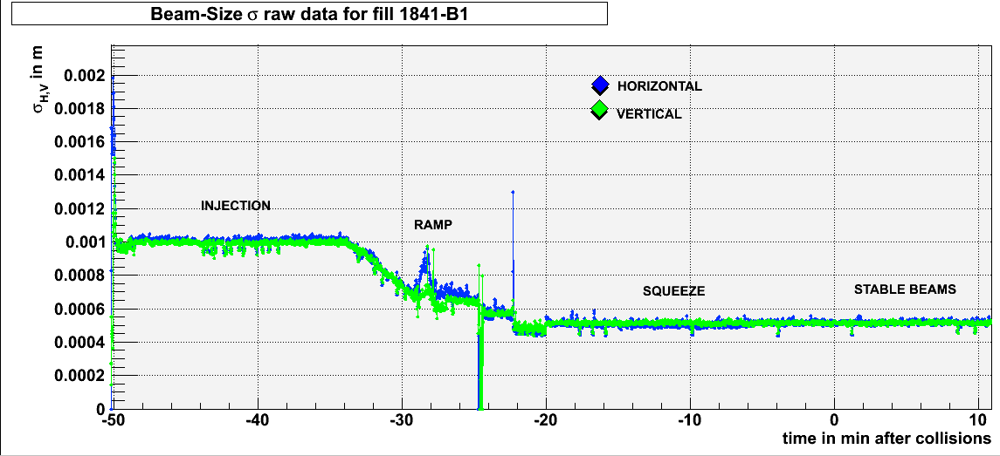 Beam-Size σ raw data for fill 1841-B1
σH,V in m
0.002
0.0018
0.0016
0.0014
0.0012
0.001
0.0008
0.0006
0.0004
0.0002
0
HORIZONTAL
VERTICAL
INJECTION
RAMP
SQUEEZE
STABLE BEAMS
-50 -40 -30 -20 -10 0 10
time in min after collisions